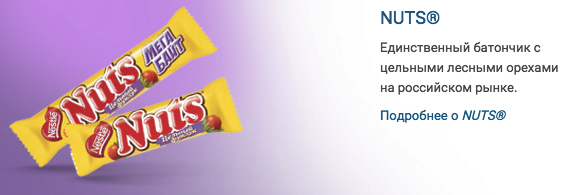 NUTS®
Единственный батончик с
цельными лесными орехами
на российском рынке.
Подробнее о NUTS®
МЕГА
БАЙТ
Nuts
Nestlé
Nuts
Nestlé